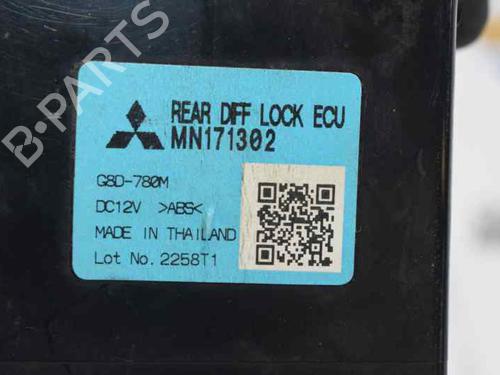 B-PARTS
REAR DIFF LOCK ECU
MN171302
G8D-780M
DC12V >ABS<
MADE IN THAILAND
Lot No. 2258T1